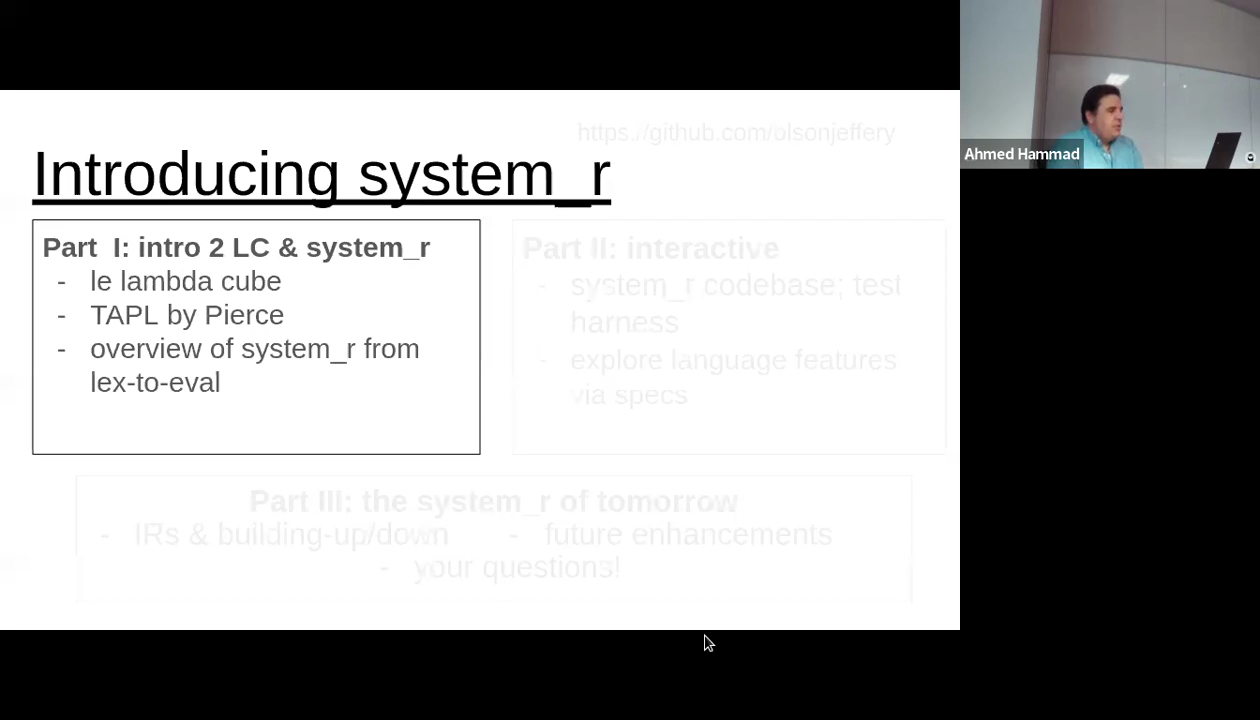 https://github.com/olsonjeffery
Introducing system_r
Part I: intro 2 LC & system_r
- le lambda cube
- TAPL by Pierce
- overview of system_r from
lex-to-eval
Part II: interactive
- system_r codebase; test
harness
- explore language features
via specs
Part III: the system_r of tomorrow
- IRs & building-up/down - future enhancements
- your questions!
Ahmed Hammad